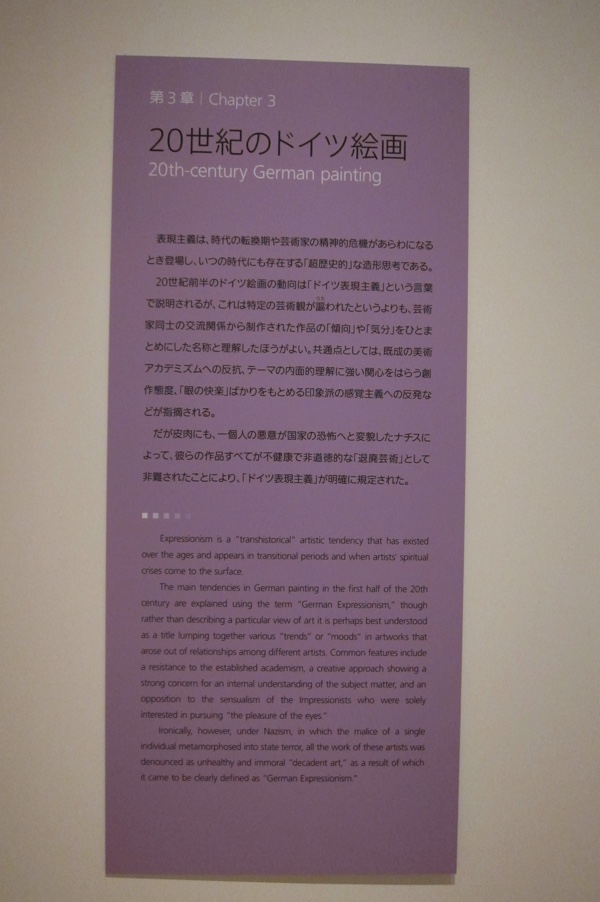 第3章 | Chapter 3
20世紀のドイツ絵画
20th-century German painting
表現主義は、時代の転換期や芸術家の精神的危機があらわになる
とき登場し、いつの時代にも存在する「超歴史的」な造形思考である。
20世紀前半のドイツ絵画の動向は「ドイツ表現主義」という言葉
で説明されるが、これは特定の芸術観が謳われたというよりも、芸術
家同士の交流関係から制作された作品の「傾向」や「気分」をひとま
とめにした名称と理解したほうがよい。共通点としては、既成の美術
アカデミズムへの反抗、テーマの内面的理解に強い関心をはらう創
作態度、「眼の快楽」ばかりをもとめる印象派の感覚主義への反発な
どが指摘される。
だが皮肉にも、一個人の悪意が国家の恐怖へと変貌したナチスに
よって、彼らの作品すべてが不健康で非道徳的な「退廃芸術」として
非難されたことにより、「ドイツ表現主義」が明確に規定された。
Expressionism is a "transhistorical" artistic tendency that has existed
over the ages and appears in transitional periods and when artists' spiritual
crises come to the surface.
The main tendencies in German painting in the first half of the 20th
century are explained using the term "German Expressionism," though
rather than describing a particular view of art it is perhaps best understood
as a title lumping together various "trends" or "moods" in artworks that
arose out of relationships among different artists. Common features include
a resistance to the established academism, a creative approach showing a
strong concern for an internal understanding of the subject matter, and an
opposition to the sensualism of the Impressionists who were solely
interested in pursuing "the pleasure of the eyes."
Ironically, however, under Nazism, in which the malice of a single
individual metamorphosed into state terror, all the work of these artists was
denounced as unhealthy and immoral "decadent art," as a result of which
it came to be clearly defined as "German Expressionism."